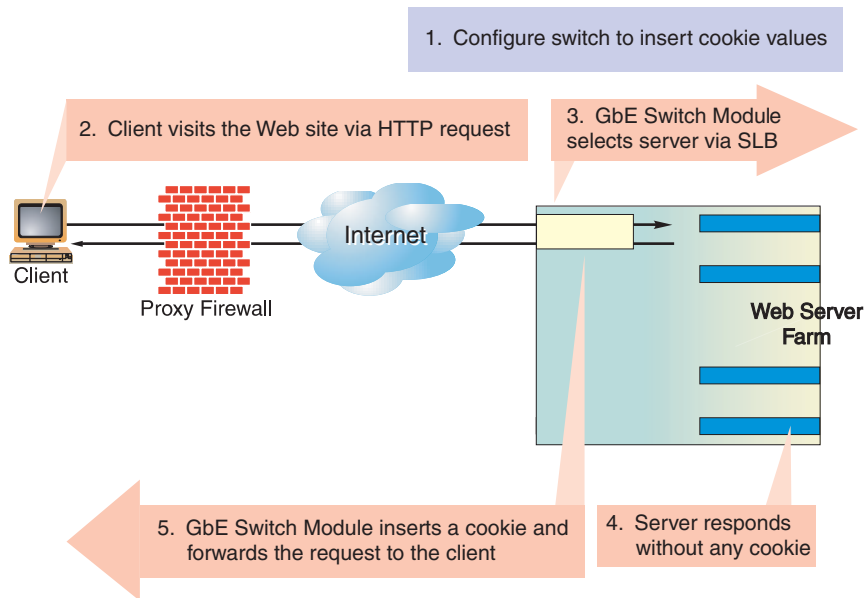 1. Configure switch to insert cookie values
2. Client visits the Web site via HTTP request
3. GbE Switch Module
selects server via SLB
Internet
Client
Proxy Firewall
Web Server
Farm
5. GbE Switch Module inserts a cookie and
forwards the request to the client
4. Server responds
without any cookie